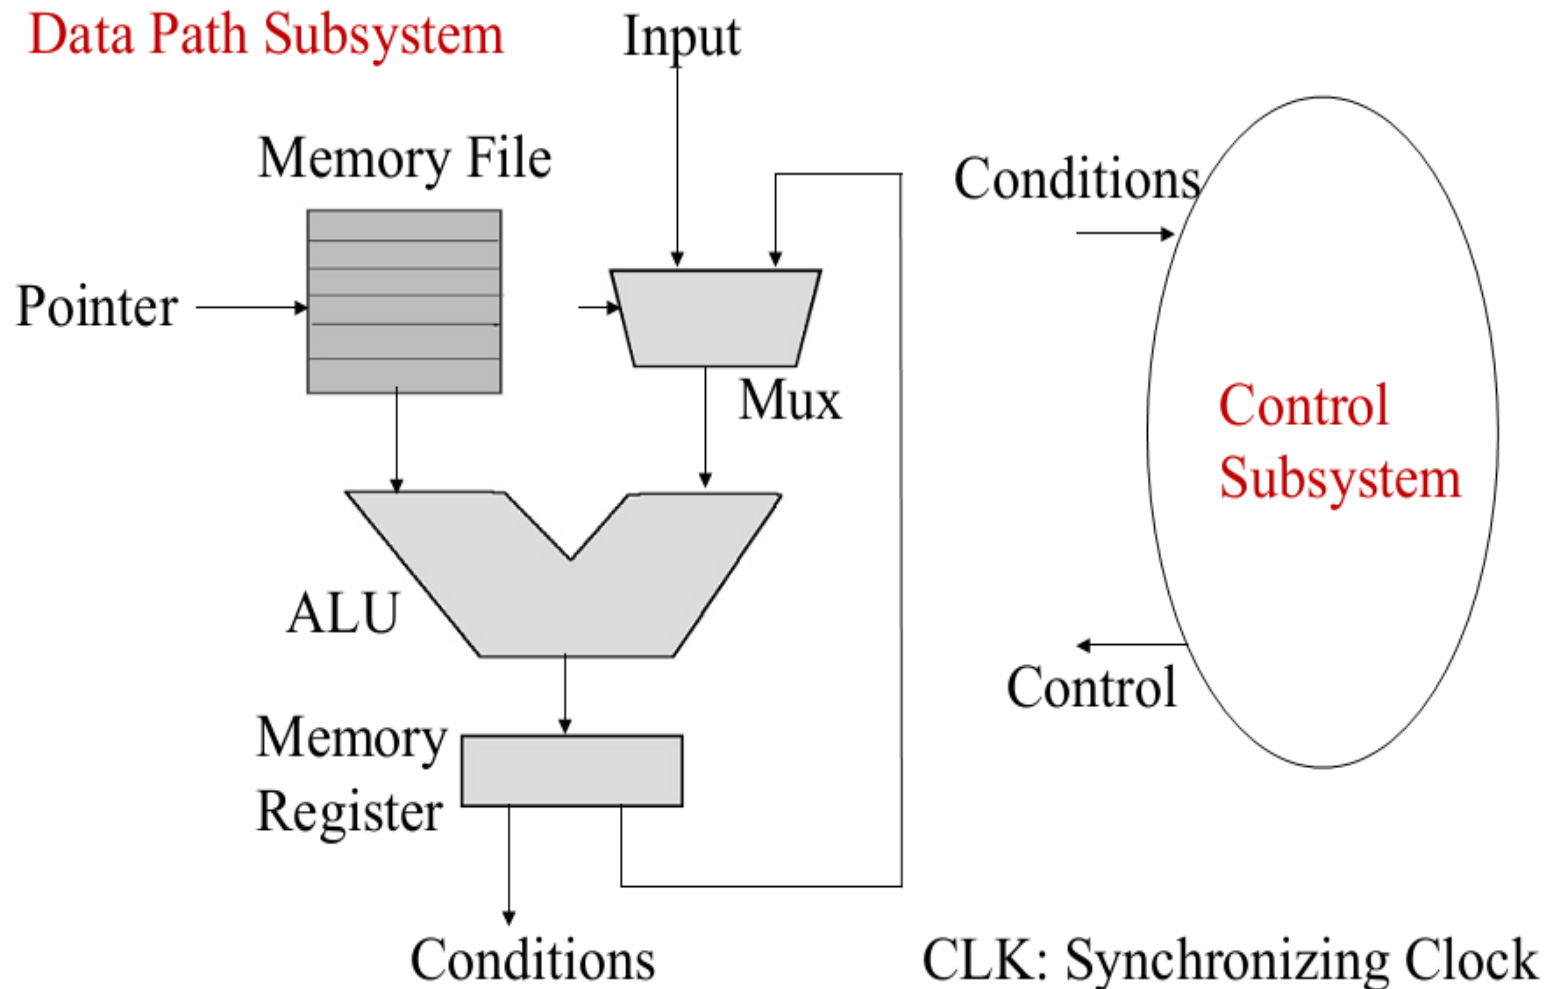 Data Path Subsystem
Input
Memory File
Conditions
Pointer
Mux
Control
Subsystem
ALU
Control
Memory
Register
Conditions
CLK: Synchronizing Clock